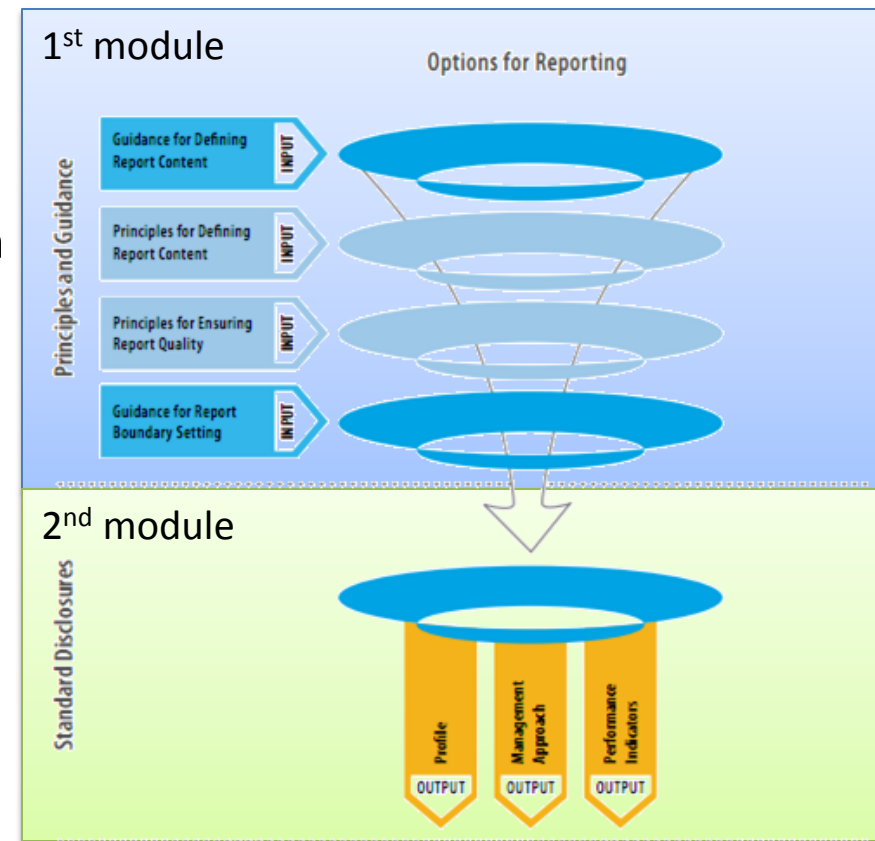 1st module
Options for Reporting
Principles and Guidance
Guidance for Defining
Report Content
INPUT
Principles for Defining
Report Content
INPUT
Principles for Ensuring
Report Quality
INPUT
Guidance for Report
Boundary Setting
INPUT
2nd module
Standard Disclosures
Profile
OUTPUT
Management
Approach
OUTPUT
Performance
Indicators
OUTPUT